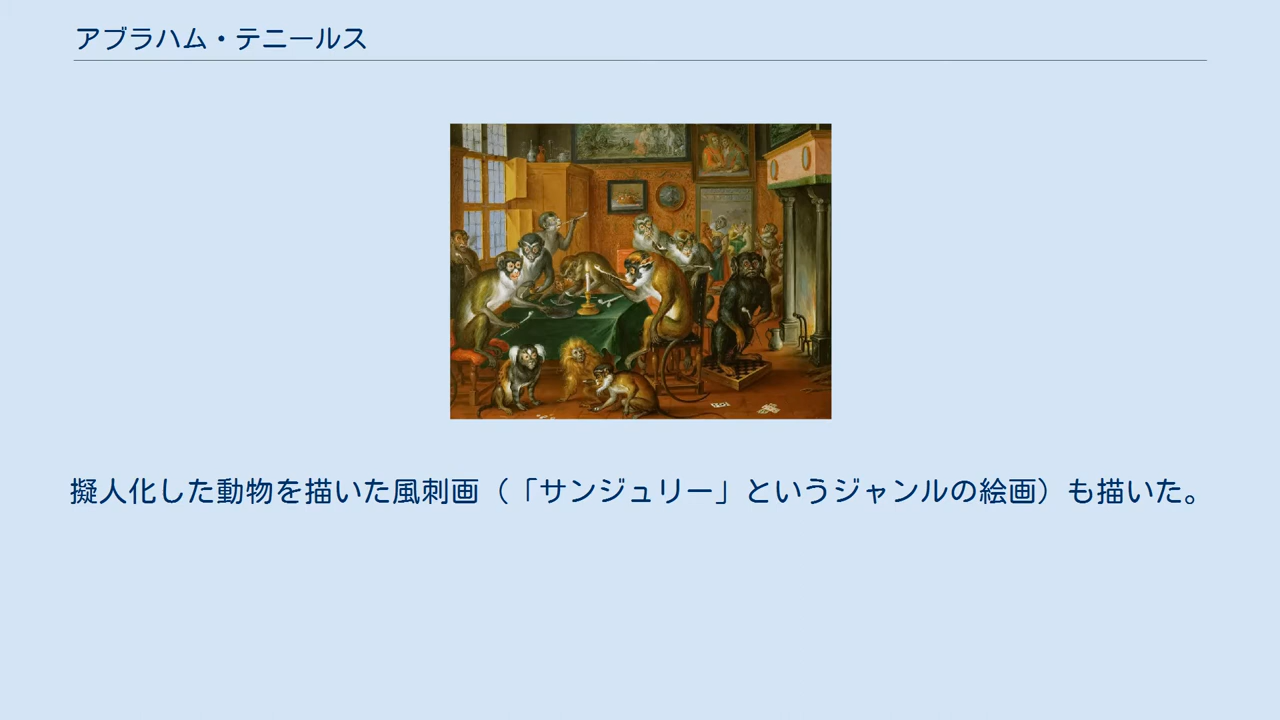 アブラハム・テニールス
擬人化した動物を描いた風刺画（「サンジュリー」というジャンルの絵画）も描いた。